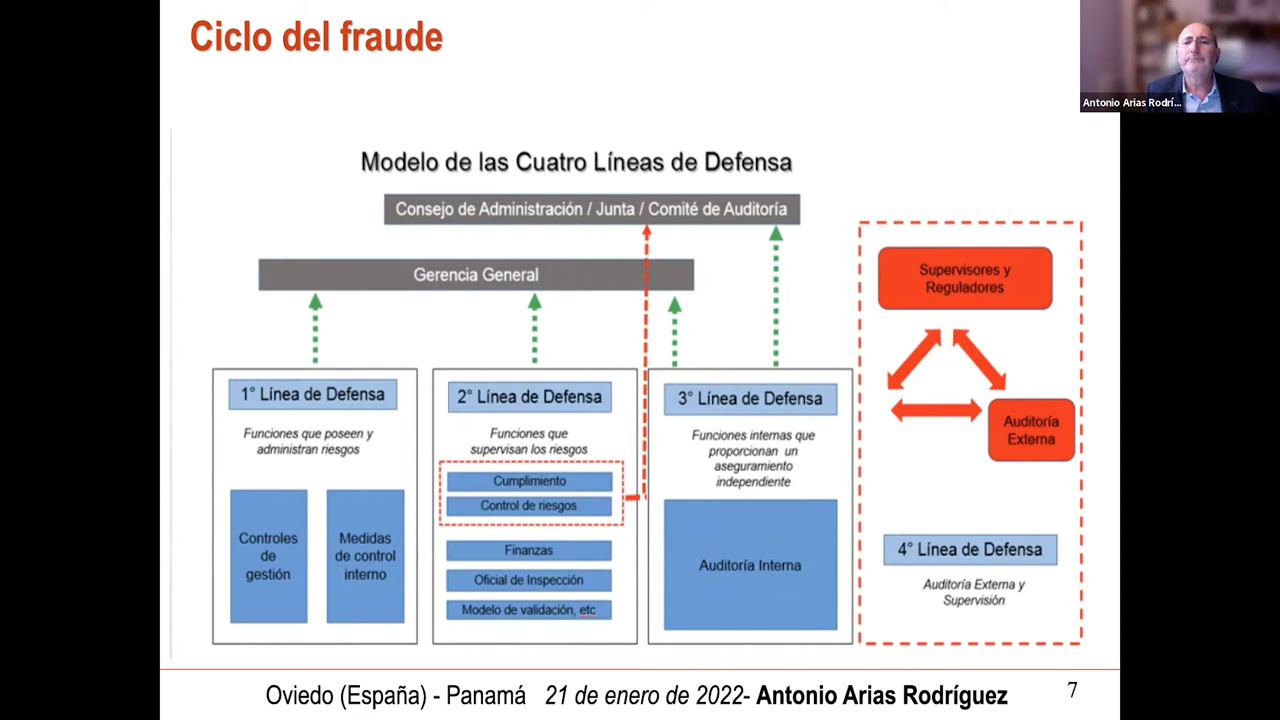 Ciclo del fraude
Antonio Arias Rodrí...
Modelo de las Cuatro Líneas de Defensa
Consejo de Administración / Junta / Comité de Auditoría
Gerencia General
1° Línea de Defensa
Funciones que poseen y
administran riesgos
Controles
de
gestión
Medidas
de control
interno
2° Línea de Defensa
Funciones que
supervisan los riesgos
Cumplimiento
Control de riesgos
Finanzas
Oficial de Inspección
Modelo de validación, etc
3° Línea de Defensa
Funciones internas que
proporcionan un
aseguramiento
independiente
Auditoría Interna
Supervisores y
Reguladores
Auditoría
Externa
4° Línea de Defensa
Auditoría Externa y
Supervisión
Oviedo (España) - Panamá 21 de enero de 2022- Antonio Arias Rodríguez
7